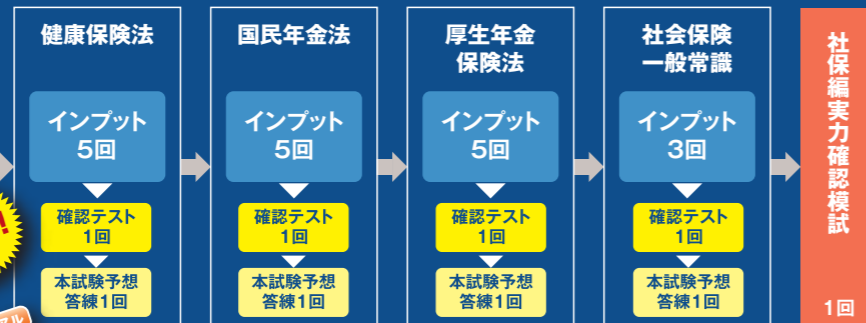 健康保険法
インプット
5回
確認テスト
1回
本試験予想
答練1回
国民年金法
インプット
5回
確認テスト
1回
本試験予想
答練1回
厚生年金
保険法
インプット
5回
確認テスト
1回
本試験予想
答練1回
社会保険
一般常識
インプット
3回
確認テスト
1回
本試験予想
答練1回
社保編実力確認模試
1回
!
アル